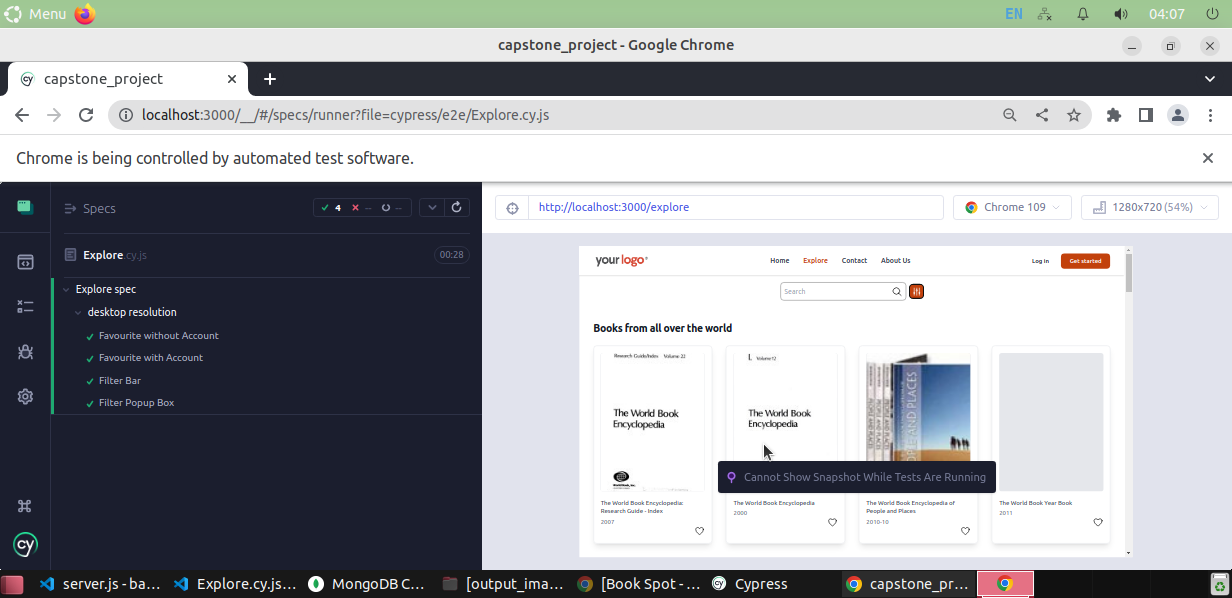 Menu EN 04:07
capstone_project - Google Chrome
capstone_project
localhost:3000/__/#/specs/runner?file=cypress/e2e/Explore.cy.js
Chrome is being controlled by automated test software.
Specs 4 -- --
http://localhost:3000/explore
Chrome 109
1280x720 (54%)
Explore cy.js 00:28
Explore spec
desktop resolution
Favourite without Account
Favourite with Account
Filter Bar
Filter Popup Box
cy
your logo
Home Explore Contact About Us Log in Get started
Search
Books from all over the world
Research Guide/Index Volume 22
The World Book
Encyclopedia
L Volume 12
The World Book
Encyclopedia
PEOPLE AND PLACES
Cannot Show Snapshot While Tests Are Running
The World Book Encyclopedia:
Research Guide - Index
2007
The World Book Encyclopedia
2000
The World Book Encyclopedia of
People and Places
2010-10
The World Book Year Book
2011
server.js - ba... Explore.cy.js... MongoDB C... [output_ima... [Book Spot - ... Cypress capstone_pr...